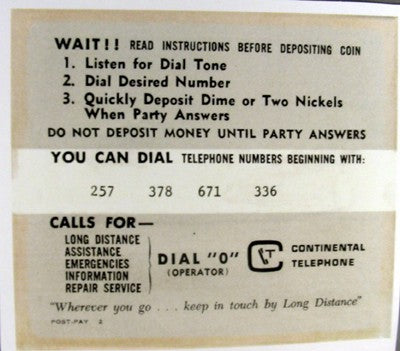 WAIT!! READ INSTRUCTIONS BEFORE DEPOSITING COIN
1. Listen for Dial Tone
2. Dial Desired Number
3. Quickly Deposit Dime or Two Nickels
When Party Answers
DO NOT DEPOSIT MONEY UNTIL PARTY ANSWERS
YOU CAN DIAL TELEPHONE NUMBERS BEGINNING WITH:
257 378 671 336
CALLS FOR—
LONG DISTANCE
ASSISTANCE
EMERGENCIES
INFORMATION
REPAIR SERVICE
DIAL "O"
(OPERATOR)
CONTINENTAL
TELEPHONE
"Wherever you go . . . keep in touch by Long Distance"
POST-PAY 2